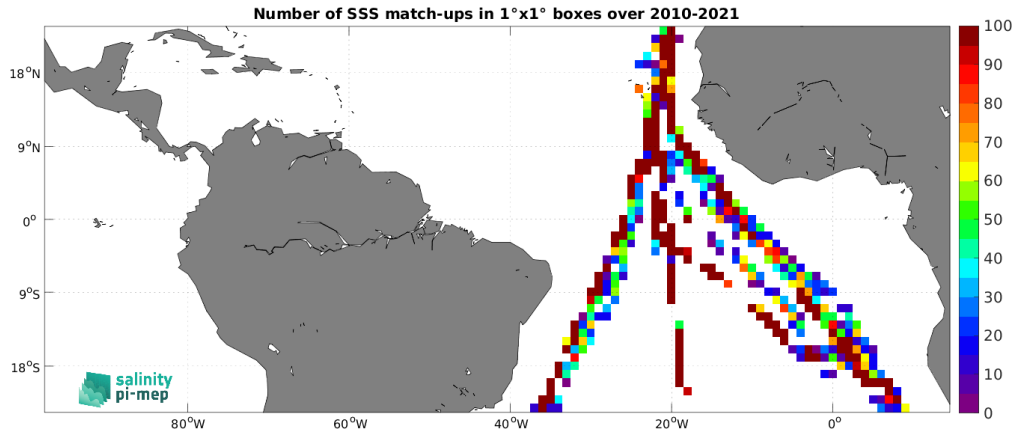 Number of SSS match-ups in 1°x1° boxes over 2010-2021
100
90
80
70
60
50
40
30
20
10
0
18°N
9°N
0°
9°S
18°S
80°W
60°W
40°W
20°W
0°
salinity
pi-mep